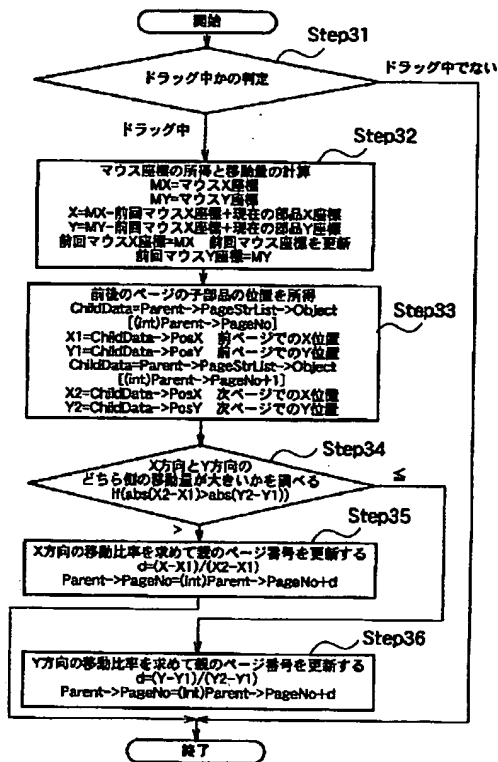 開始
Step31
ドラッグ中かの判定
ドラッグ中でない
ドラッグ中
Step32
マウス座標の所得と移動量の計算
MX=マウスX座標
MY=マウスY座標
X=MX-前回マウスX座標+現在の部品X座標
Y=MY-前回マウスY座標+現在の部品Y座標
前回マウスX座標=MX 前回マウス座標を更新
前回マウスY座標=MY
Step33
前後のページの子部品の位置を所得
ChildData=Parent->PageStrList->Object
[(int)Parent->PageNo]
X1=ChildData->PosX 前ページでのX位置
Y1=ChildData->PosY 前ページでのY位置
ChildData=Parent->PageStrList->Object
[(int)Parent->PageNo+1]
X2=ChildData->PosX 次ページでのX位置
Y2=ChildData->PosY 次ページでのY位置
Step34
X方向とY方向の
どちら側の移動量が大きいかを調べる
if(abs(X2-X1)>abs(Y2-Y1))
≦
>
Step35
X方向の移動比率を求めて親のページ番号を更新する
d=(X-X1)/(X2-X1)
Parent->PageNo=(int)Parent->PageNo+d
Step36
Y方向の移動比率を求めて親のページ番号を更新する
d=(Y-Y1)/(Y2-Y1)
Parent->PageNo=(int)Parent->PageNo+d
終了